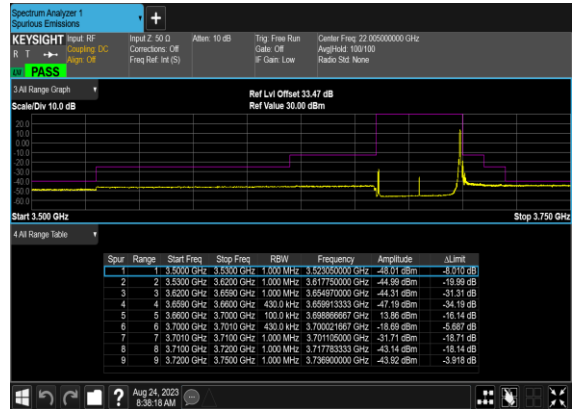 Spectrum Analyzer 1
Spurious Emissions
+
KEYSIGHT Input: RF Input Z: 50 Ω Atten: 10 dB Trig: Free Run Center Freq: 22.005000000 GHz
R T Coupling: DC Corrections: Off Gate: Off Avg|Hold: 100/100
Align: Off Freq Ref: Int (S) IF Gain: Low Radio Std: None
LW PASS
3 All Range Graph
Ref Lvl Offset 33.47 dB
Scale/Div 10.0 dB Ref Value 30.00 dBm
20.0
10.0
0.00
-10.0
-20.0
-30.0
-40.0
-50.0
-60.0
Start 3.500 GHz Stop 3.750 GHz
4 All Range Table
Spur Range Start Freq Stop Freq RBW Frequency Amplitude ΔLimit
1 1 3.5000 GHz 3.5300 GHz 1.000 MHz 3.523050000 GHz -48.01 dBm -8.010 dB
2 2 3.5300 GHz 3.6200 GHz 1.000 MHz 3.617750000 GHz -44.99 dBm -19.99 dB
3 3 3.6200 GHz 3.6590 GHz 1.000 MHz 3.654970000 GHz -44.31 dBm -31.31 dB
4 4 3.6590 GHz 3.6600 GHz 430.0 kHz 3.659913333 GHz -47.19 dBm -34.19 dB
5 5 3.6600 GHz 3.7000 GHz 100.0 kHz 3.698866667 GHz 13.86 dBm -16.14 dB
6 6 3.7000 GHz 3.7010 GHz 430.0 kHz 3.700021667 GHz -18.69 dBm -5.687 dB
7 7 3.7010 GHz 3.7100 GHz 1.000 MHz 3.701105000 GHz -31.71 dBm -18.71 dB
8 8 3.7100 GHz 3.7200 GHz 1.000 MHz 3.717783333 GHz -43.14 dBm -18.14 dB
9 9 3.7200 GHz 3.7500 GHz 1.000 MHz 3.736900000 GHz -43.92 dBm -3.918 dB
? Aug 24, 2023
8:38:18 AM